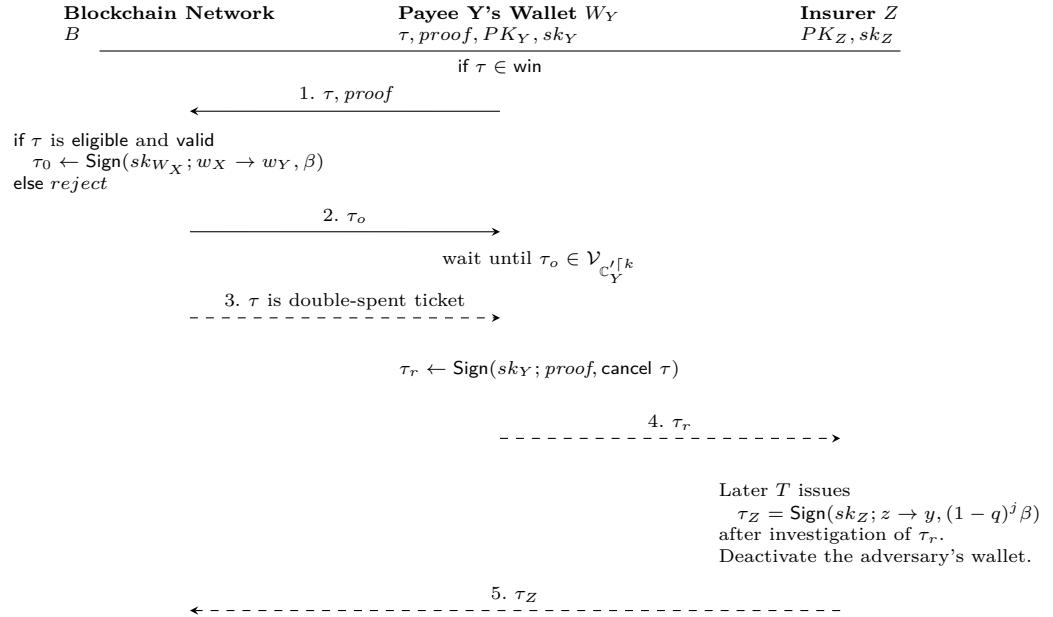 Blockchain Network Payee Y's Wallet W_Y Insurer Z
B τ, proof, PK_Y, sk_Y PK_Z, sk_Z
if τ ∈ win
1. τ, proof
if τ is eligible and valid
τ_0 ← Sign(sk_{W_X}; w_X → w_Y, β)
else reject
2. τ_o
wait until τ_o ∈ 𝒱_{ℂ′_Y^{⌈k}}
3. τ is double-spent ticket
τ_r ← Sign(sk_Y; proof, cancel τ)
4. τ_r
Later T issues
τ_Z = Sign(sk_Z; z → y, (1 − q)^j β)
after investigation of τ_r.
Deactivate the adversary's wallet.
5. τ_Z